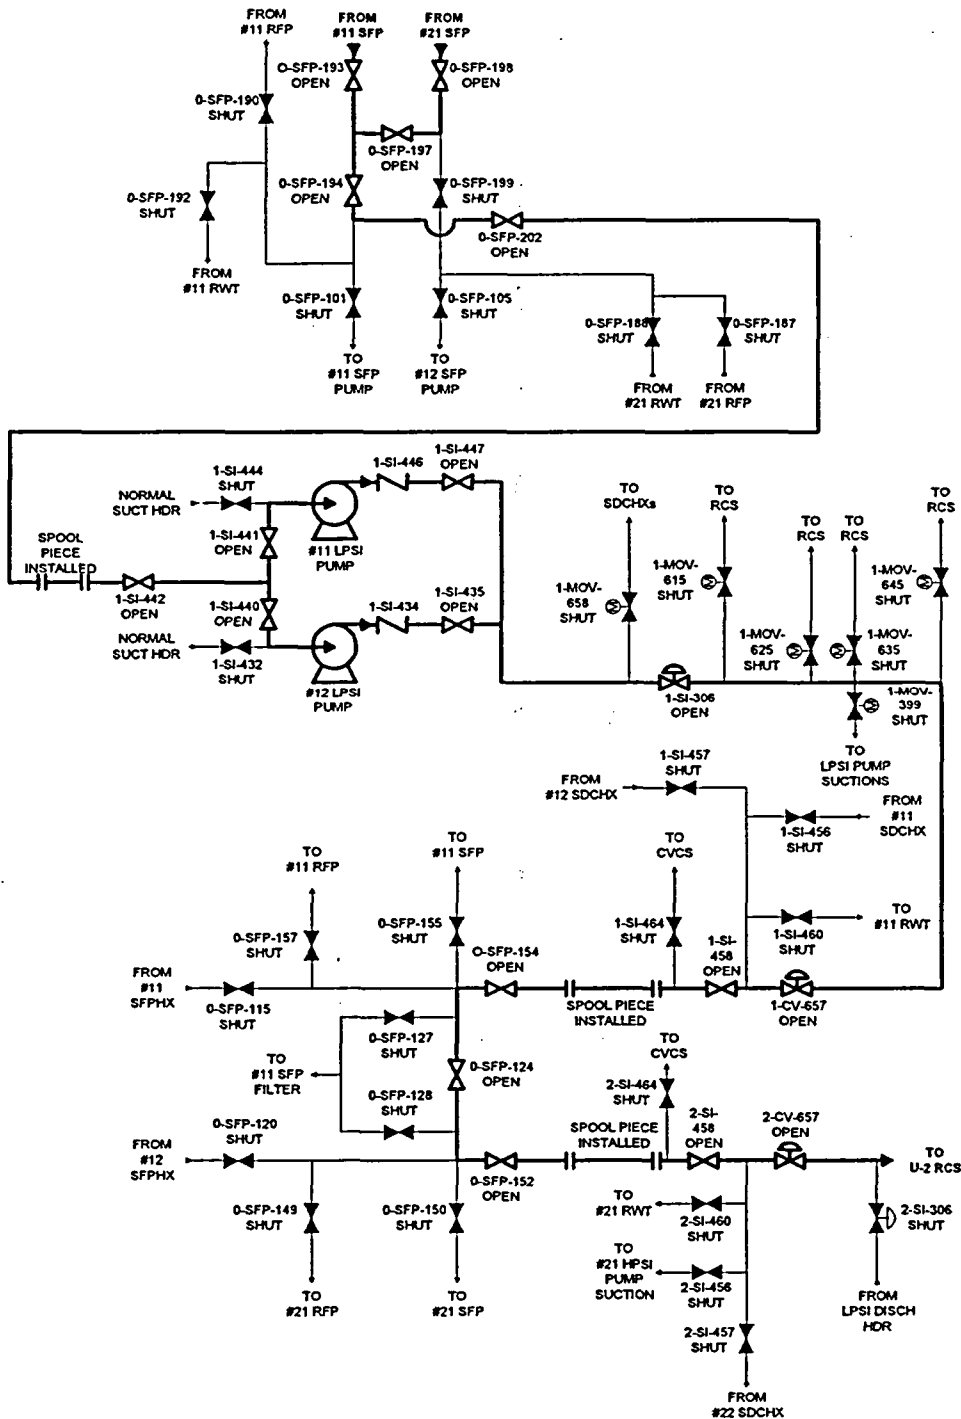 FROM
#11 RFP
FROM
#11 SFP
FROM
#21 SFP
O-SFP-193
OPEN
0-SFP-198
OPEN
0-SFP-190
SHUT
0-SFP-197
OPEN
0-SFP-192
SHUT
0-SFP-194
OPEN
0-SFP-199
SHUT
0-SFP-202
OPEN
FROM
#11 RWT
0-SFP-101
SHUT
0-SFP-105
SHUT
0-SFP-188
SHUT
0-SFP-187
SHUT
TO
#11 SFP
PUMP
TO
#12 SFP
PUMP
FROM
#21 RWT
FROM
#21 RFP
1-SI-444
SHUT
1-SI-446
1-SI-447
OPEN
NORMAL
SUCT HDR
SPOOL
PIECE
INSTALLED
1-SI-441
OPEN
#11 LPSI
PUMP
1-SI-442
OPEN
1-SI-440
OPEN
1-SI-434
1-SI-435
OPEN
NORMAL
SUCT HDR
1-SI-432
SHUT
#12 LPSI
PUMP
TO
SDCHXs
TO
RCS
TO
RCS
TO
RCS
TO
RCS
1-MOV-
658
SHUT
1-MOV-
615
SHUT
1-MOV-
645
SHUT
1-MOV-
625
SHUT
1-MOV-
635
SHUT
1-SI-306
OPEN
1-MOV-
399
SHUT
TO
LPSI PUMP
SUCTIONS
1-SI-457
SHUT
FROM
#12 SDCHX
FROM
#11
SDCHX
1-SI-456
SHUT
TO
#11 RFP
TO
#11 SFP
TO
CVCS
0-SFP-157
SHUT
0-SFP-155
SHUT
1-SI-464
SHUT
1-SI-460
SHUT
TO
#11 RWT
O-SFP-154
OPEN
1-SI-
458
OPEN
FROM
#11
SFPHX
0-SFP-115
SHUT
SPOOL PIECE
INSTALLED
1-CV-657
OPEN
0-SFP-127
SHUT
TO
#11 SFP
FILTER
0-SFP-124
OPEN
0-SFP-128
SHUT
TO
CVCS
2-SI-464
SHUT
2-SI-
458
OPEN
2-CV-657
OPEN
0-SFP-120
SHUT
SPOOL PIECE
INSTALLED
FROM
#12
SFPHX
0-SFP-152
OPEN
TO
U-2 RCS
0-SFP-149
SHUT
0-SFP-150
SHUT
TO
#21 RWT
2-SI-460
SHUT
2-SI-306
SHUT
TO
#21 HPSI
PUMP
SUCTION
2-SI-456
SHUT
TO
#21 RFP
TO
#21 SFP
FROM
LPSI DISCH
HDR
2-SI-457
SHUT
FROM
#22 SDCHX